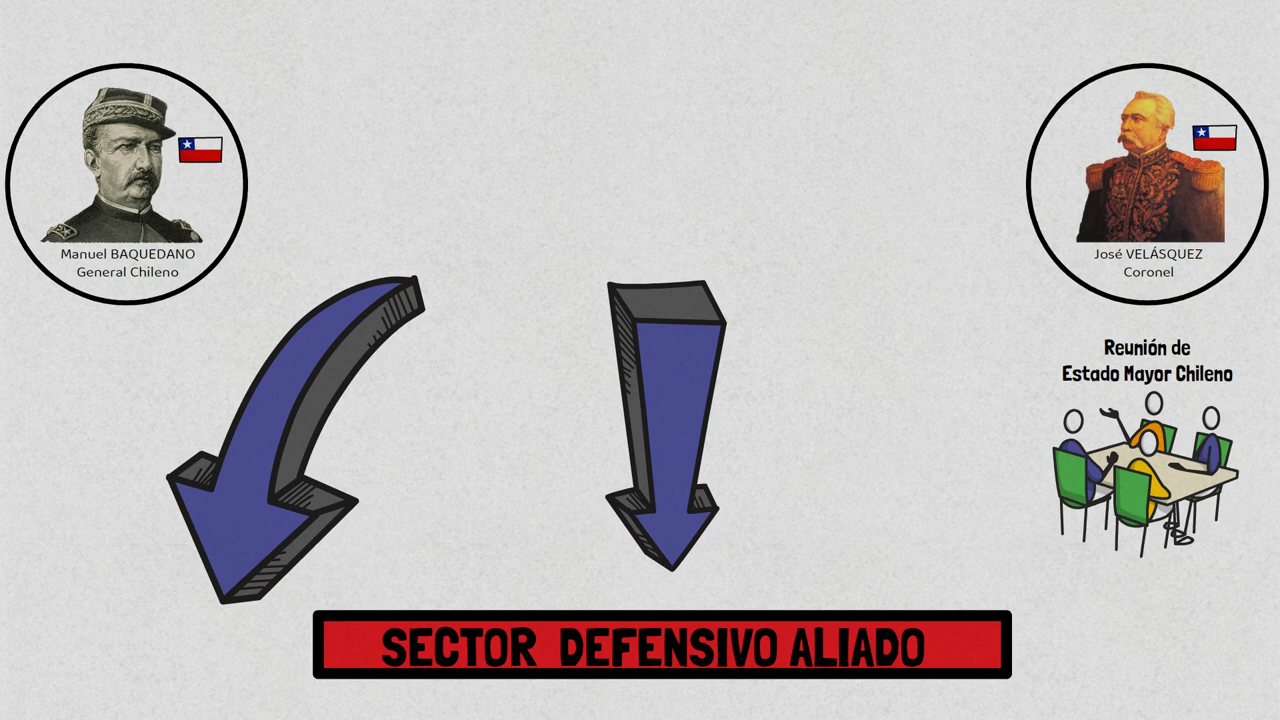 Manuel BAQUEDANO
General Chileno
José VELÁSQUEZ
Coronel
Reunión de
Estado Mayor Chileno
SECTOR DEFENSIVO ALIADO